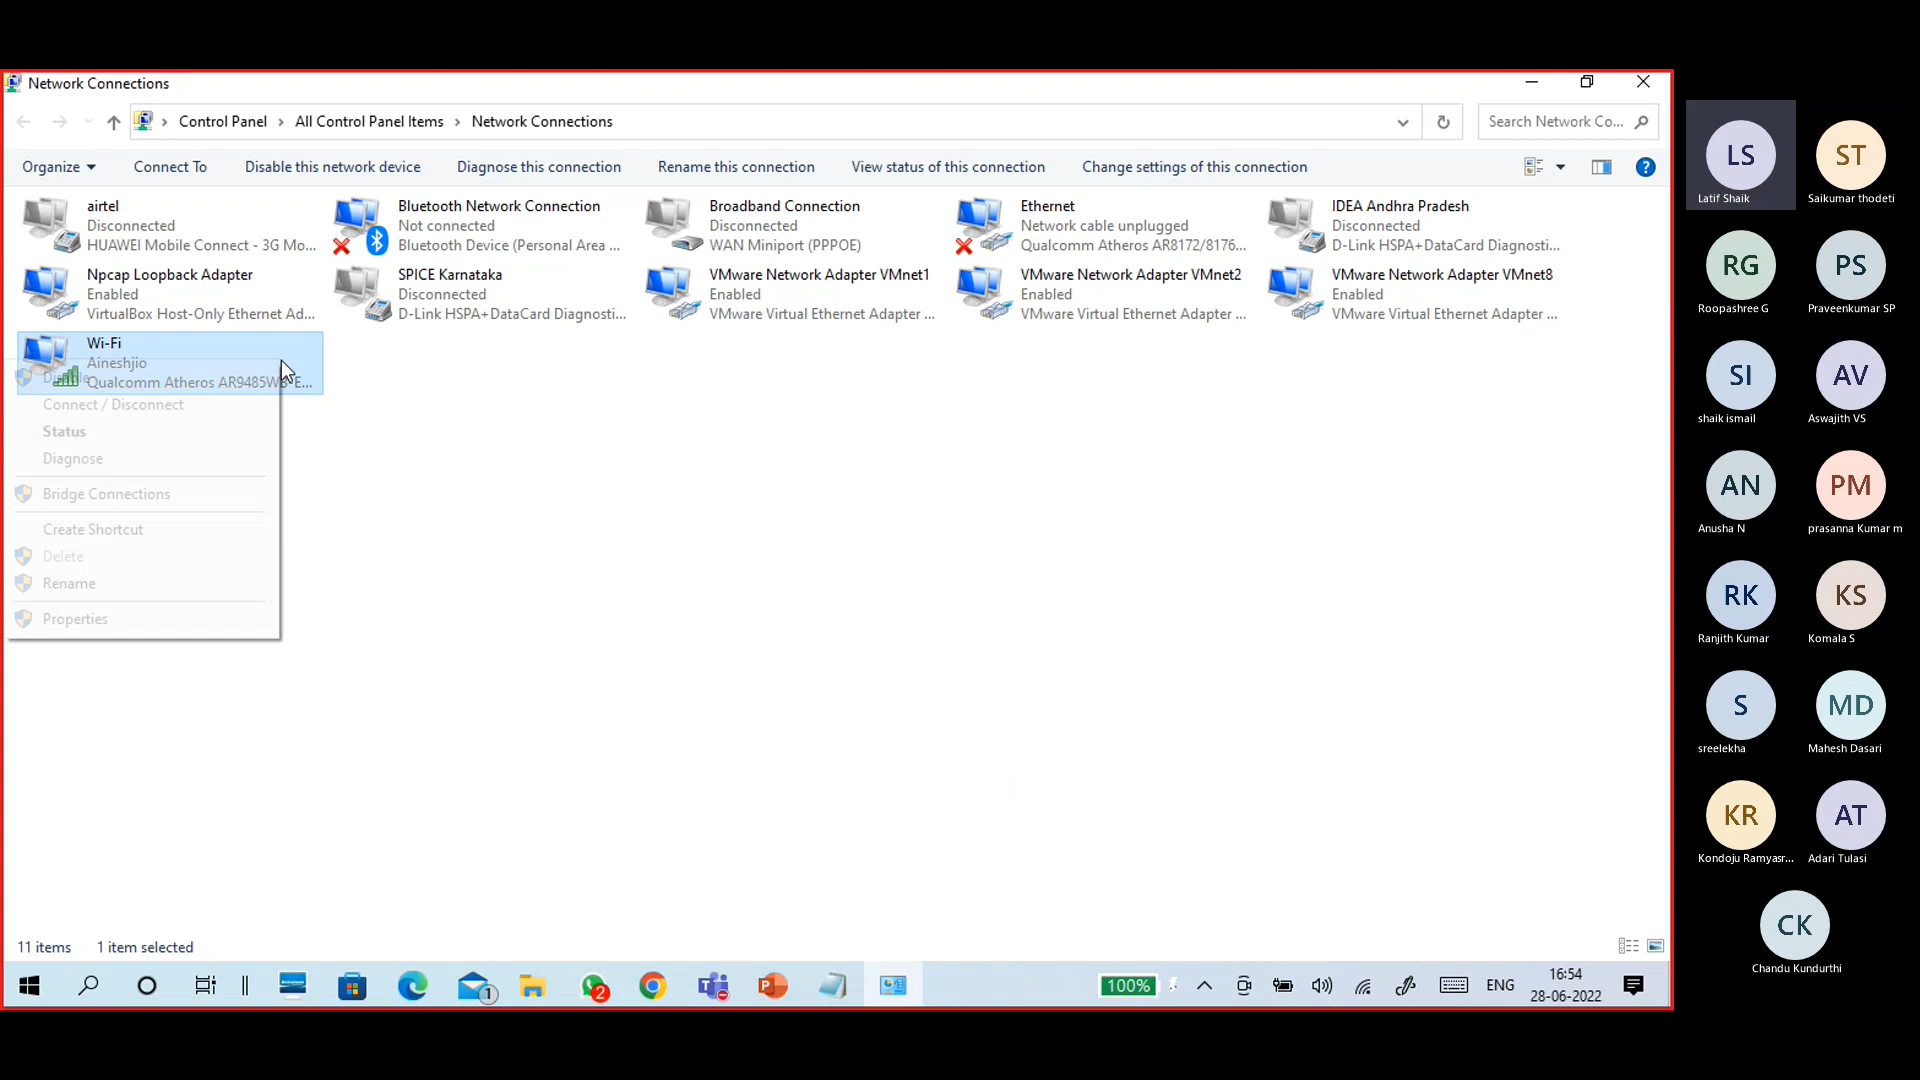 Network Connections
Control Panel > All Control Panel Items > Network Connections
Search Network Co...
Organize
Connect To
Disable this network device
Diagnose this connection
Rename this connection
View status of this connection
Change settings of this connection
airtel
Disconnected
HUAWEI Mobile Connect - 3G Mo...
Bluetooth Network Connection
Not connected
Bluetooth Device (Personal Area ...
Broadband Connection
Disconnected
WAN Miniport (PPPOE)
Ethernet
Network cable unplugged
Qualcomm Atheros AR8172/8176...
IDEA Andhra Pradesh
Disconnected
D-Link HSPA+DataCard Diagnosti...
Npcap Loopback Adapter
Enabled
VirtualBox Host-Only Ethernet Ad...
SPICE Karnataka
Disconnected
D-Link HSPA+DataCard Diagnosti...
VMware Network Adapter VMnet1
Enabled
VMware Virtual Ethernet Adapter ...
VMware Network Adapter VMnet2
Enabled
VMware Virtual Ethernet Adapter ...
VMware Network Adapter VMnet8
Enabled
VMware Virtual Ethernet Adapter ...
Wi-Fi
Aineshjio
Qualcomm Atheros AR9485WB-E...
Disable
Connect / Disconnect
Status
Diagnose
Bridge Connections
Create Shortcut
Delete
Rename
Properties
11 items
1 item selected
1
2
100%
ENG
16:54
28-06-2022
LS
Latif Shaik
ST
Saikumar thodeti
RG
Roopashree G
PS
Praveenkumar SP
SI
shaik ismail
AV
Aswajith VS
AN
Anusha N
PM
prasanna Kumar m
RK
Ranjith Kumar
KS
Komala S
S
sreelekha
MD
Mahesh Dasari
KR
Kondoju Ramyasr...
AT
Adari Tulasi
CK
Chandu Kundurthi